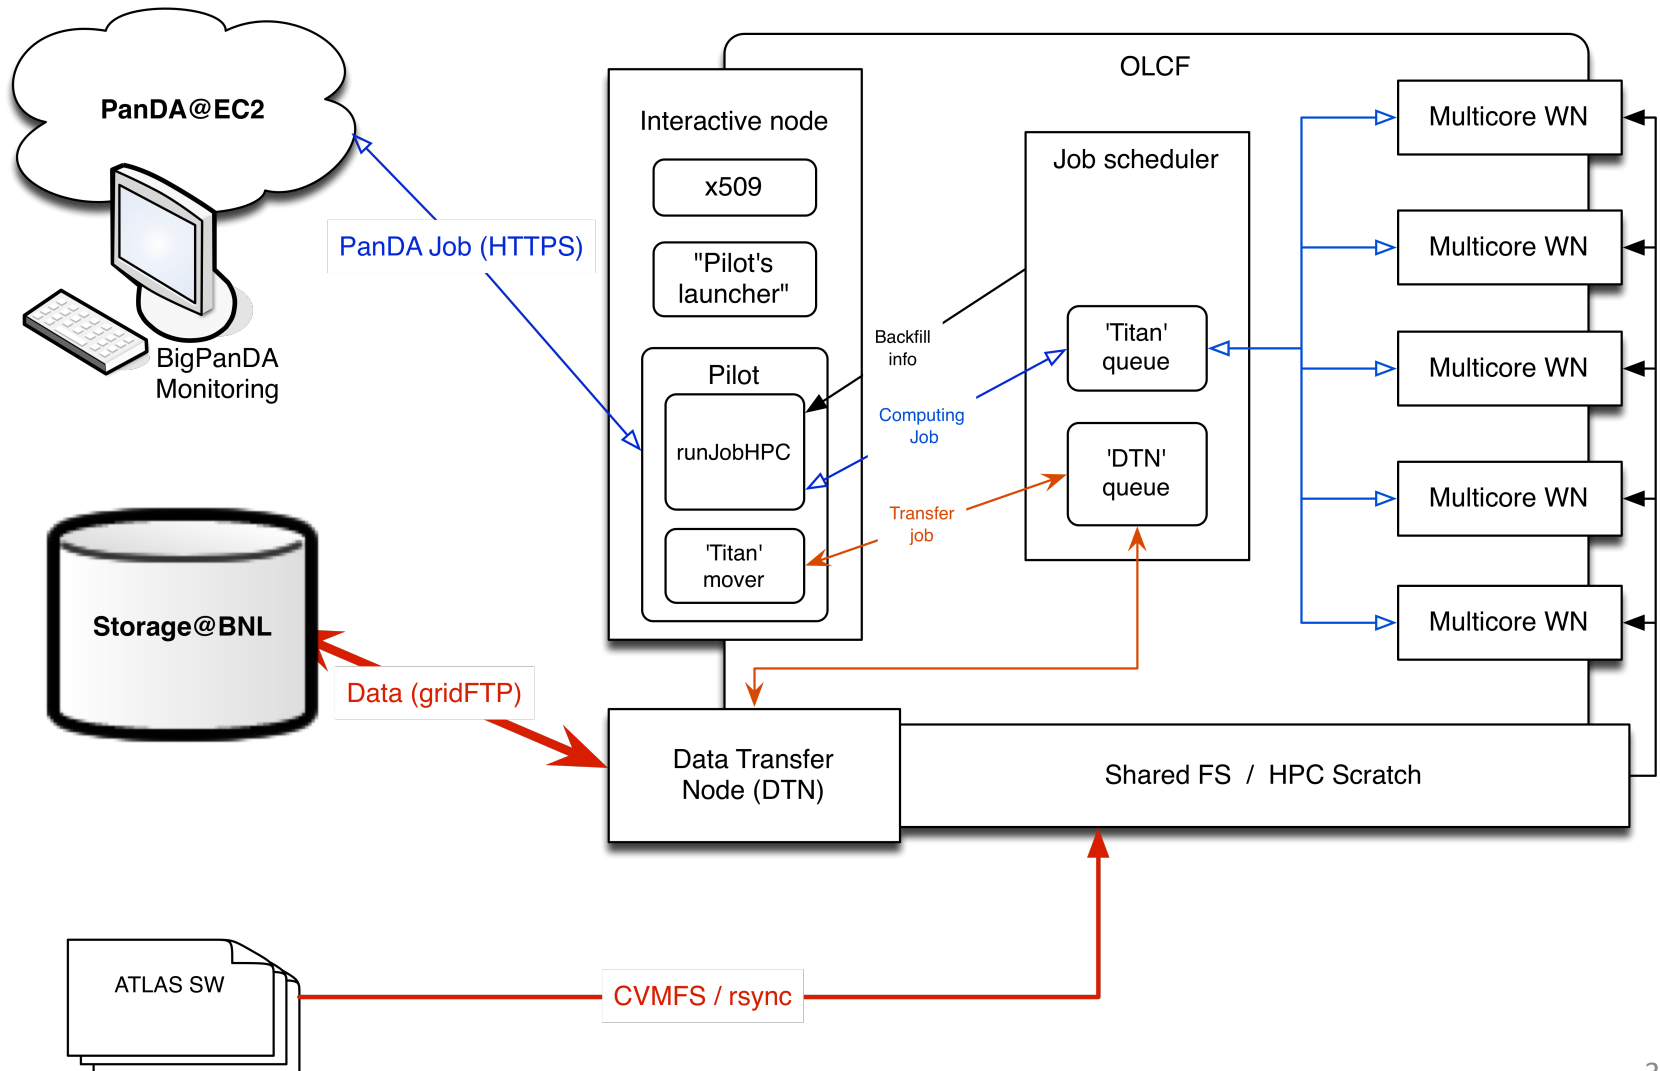 PanDA@EC2
BigPanDA
Monitoring
PanDA Job (HTTPS)
Storage@BNL
Data (gridFTP)
ATLAS SW
CVMFS / rsync
OLCF
Interactive node
x509
"Pilot's
launcher"
Pilot
runJobHPC
'Titan'
mover
Backfill
info
Computing
Job
Transfer
job
Job scheduler
'Titan'
queue
'DTN'
queue
Multicore WN
Multicore WN
Multicore WN
Multicore WN
Multicore WN
Data Transfer
Node (DTN)
Shared FS / HPC Scratch